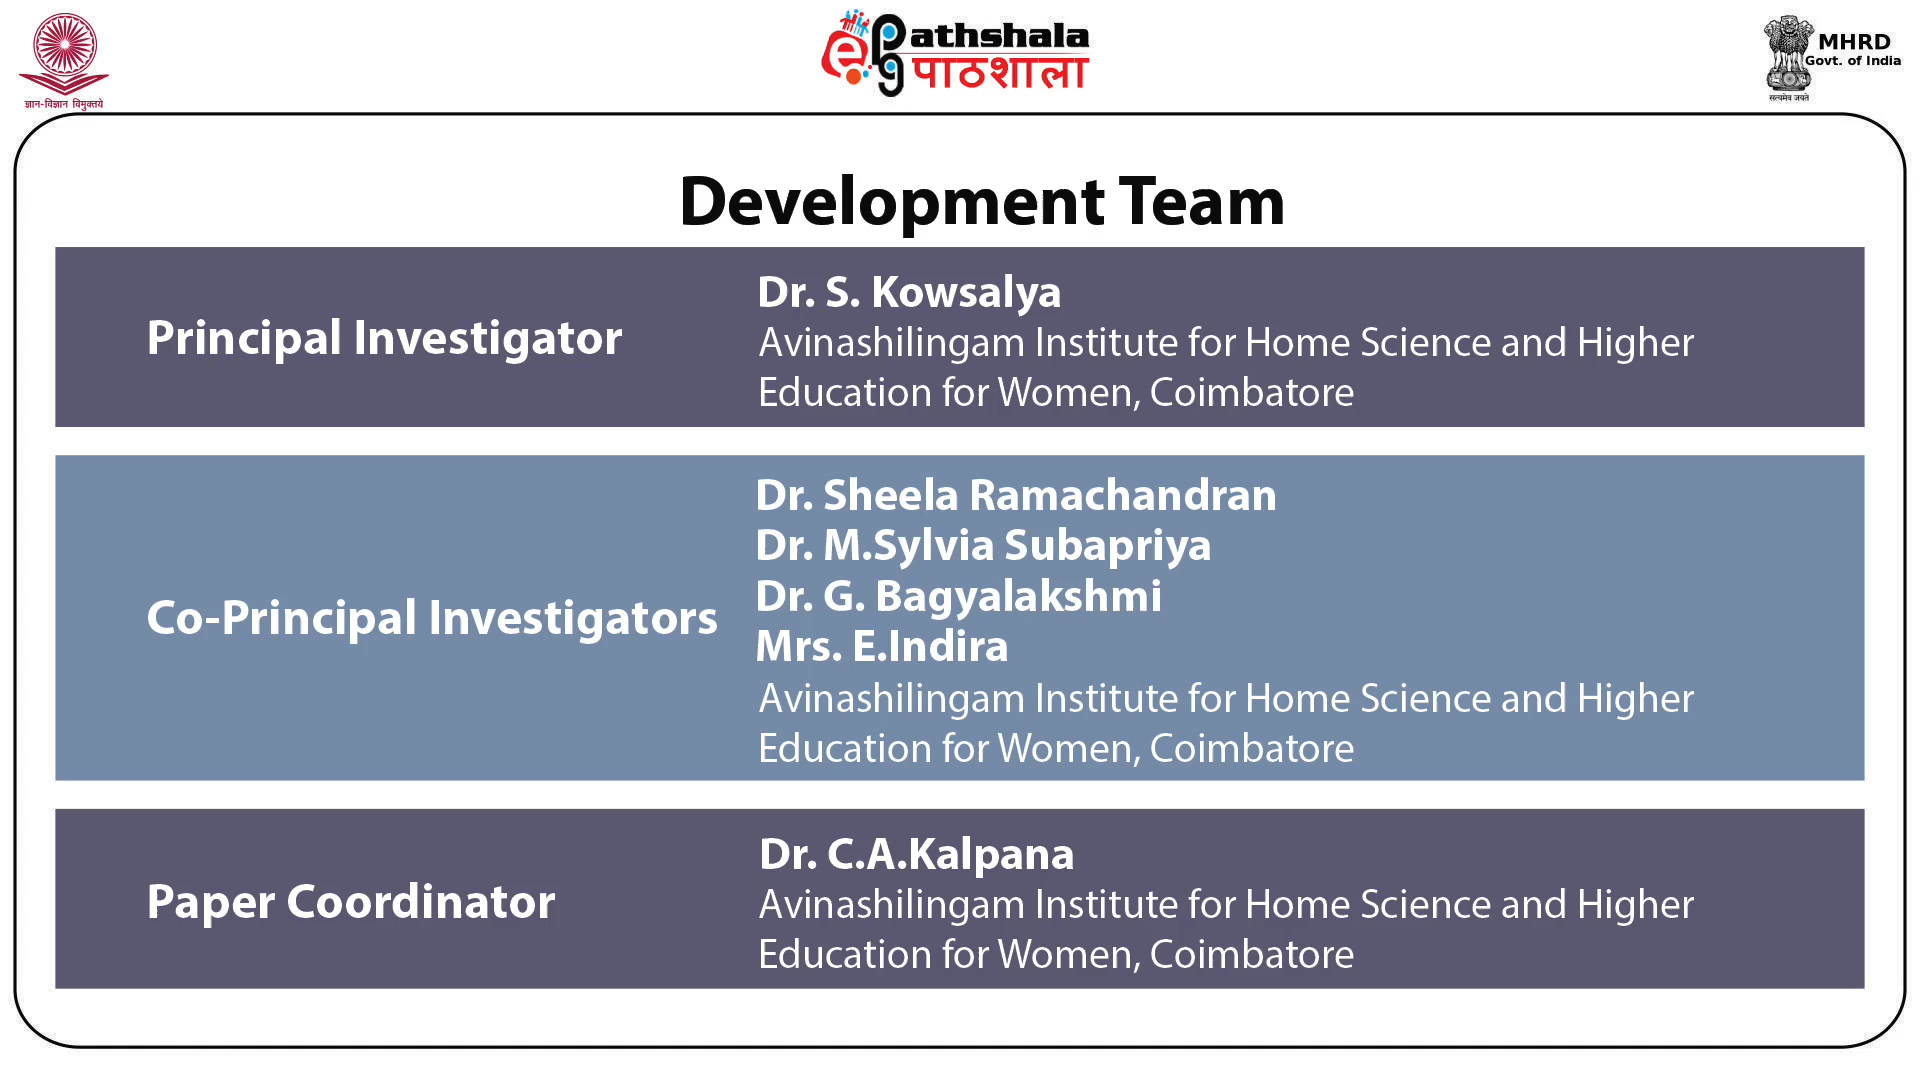 ज्ञान-विज्ञान विमुक्तये
e PG Pathshala
पाठशाला
MHRD
Govt. of India
सत्यमेव जयते
Development Team
Principal Investigator
Dr. S. Kowsalya
Avinashilingam Institute for Home Science and Higher
Education for Women, Coimbatore
Co-Principal Investigators
Dr. Sheela Ramachandran
Dr. M.Sylvia Subapriya
Dr. G. Bagyalakshmi
Mrs. E.Indira
Avinashilingam Institute for Home Science and Higher
Education for Women, Coimbatore
Paper Coordinator
Dr. C.A.Kalpana
Avinashilingam Institute for Home Science and Higher
Education for Women, Coimbatore